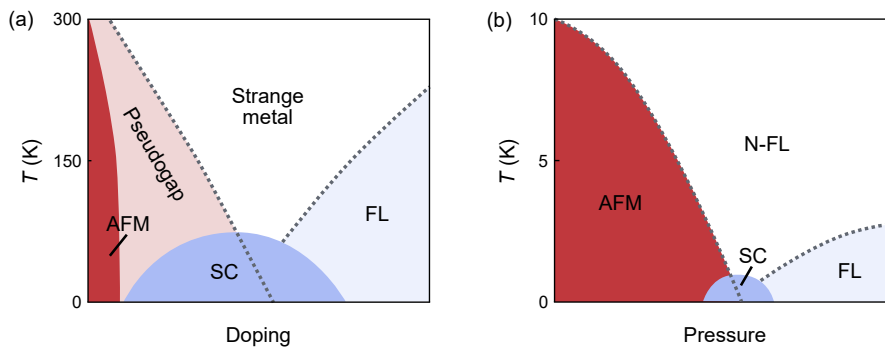 (a)
300
150
0
T (K)
AFM
Pseudogap
Strange
metal
SC
FL
Doping
(b)
10
5
0
T (K)
AFM
N-FL
SC
FL
Pressure